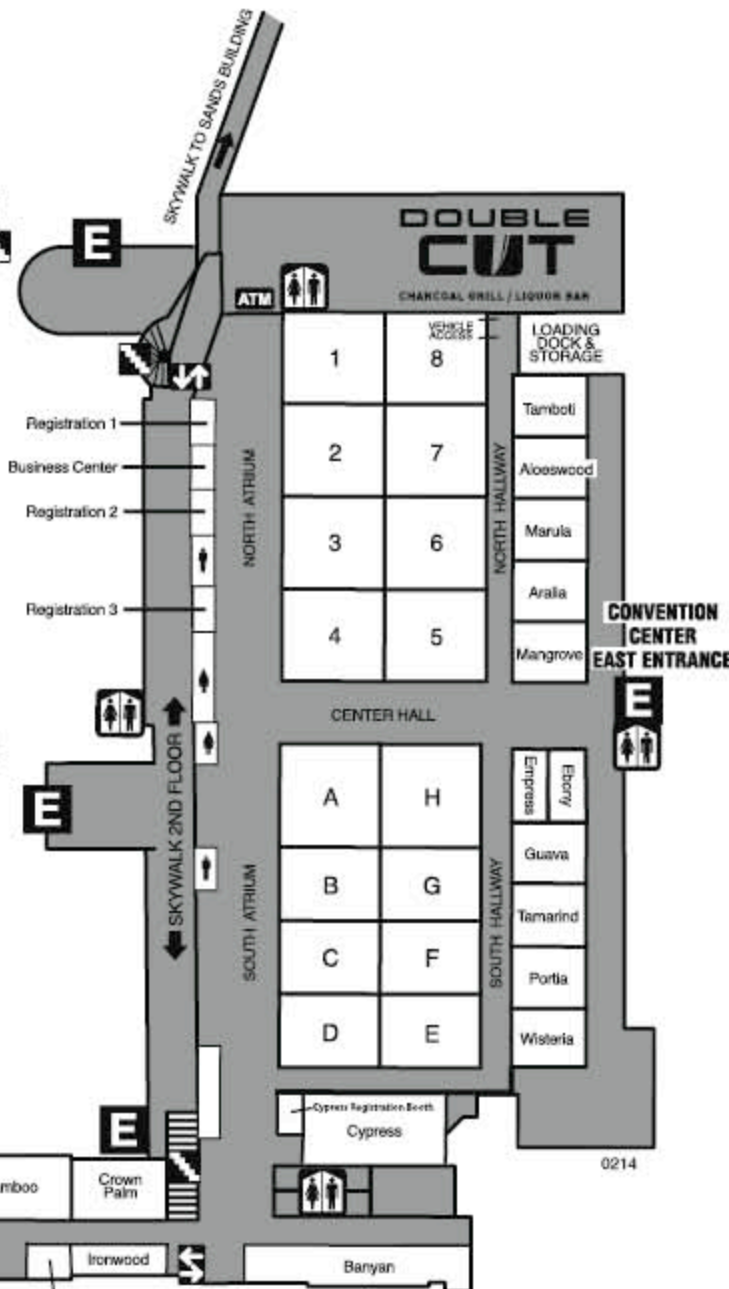 SKYWALK TO SANDS BUILDING
E
DOUBLE
CUT
CHARCOAL GRILL / LIQUOR BAR
ATM
1
8
VEHICLE
ACCESS
LOADING
DOCK &
STORAGE
Registration 1
Business Center
Registration 2
Registration 3
NORTH ATRIUM
2
7
3
6
4
5
NORTH HALLWAY
Tamboti
Aloeswood
Marula
Aralia
Mangrove
CONVENTION
CENTER
EAST ENTRANCE
E
CENTER HALL
SKYWALK 2ND FLOOR
E
A
H
B
G
C
F
D
E
SOUTH ATRIUM
SOUTH HALLWAY
Empress
Ebony
Guava
Tamarind
Portia
Wisteria
E
Cypress Registration Booth
Cypress
0214
mboo
Crown
Palm
Ironwood
Banyan